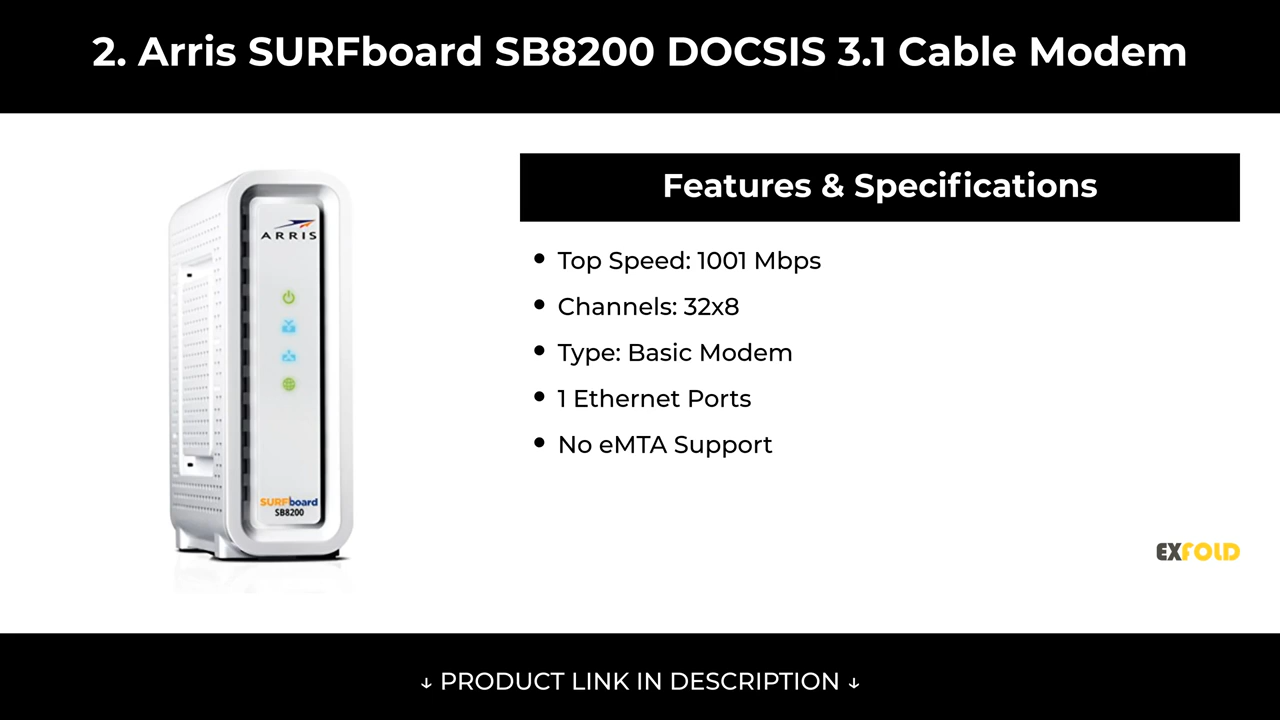 2. Arris SURFboard SB8200 DOCSIS 3.1 Cable Modem
Features & Specifications
ARRIS
• Top Speed: 1001 Mbps
• Channels: 32x8
• Type: Basic Modem
• 1 Ethernet Ports
• No eMTA Support
SURFboard
SB8200
EXFOLD
↓ PRODUCT LINK IN DESCRIPTION ↓